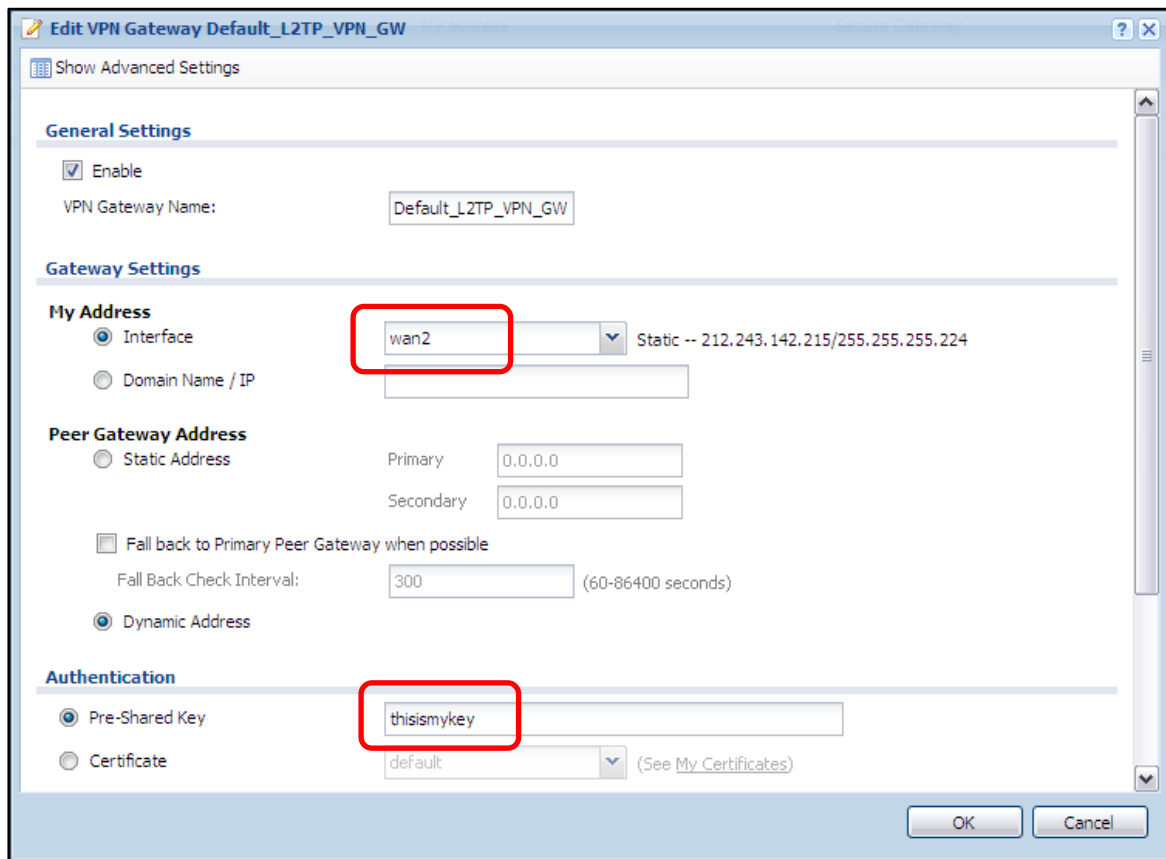 Edit VPN Gateway Default_L2TP_VPN_GW My address Secure Gateway ?
Show Advanced Settings
General Settings
Enable
VPN Gateway Name: Default_L2TP_VPN_GW
Gateway Settings
My Address
Interface wan2 Static -- 212.243.142.215/255.255.255.224
Domain Name / IP
Peer Gateway Address
Static Address Primary 0.0.0.0
Secondary 0.0.0.0
Fall back to Primary Peer Gateway when possible
Fall Back Check Interval: 300 (60-86400 seconds)
Dynamic Address
Authentication
Pre-Shared Key thisismykey
Certificate default (See My Certificates)
OK Cancel